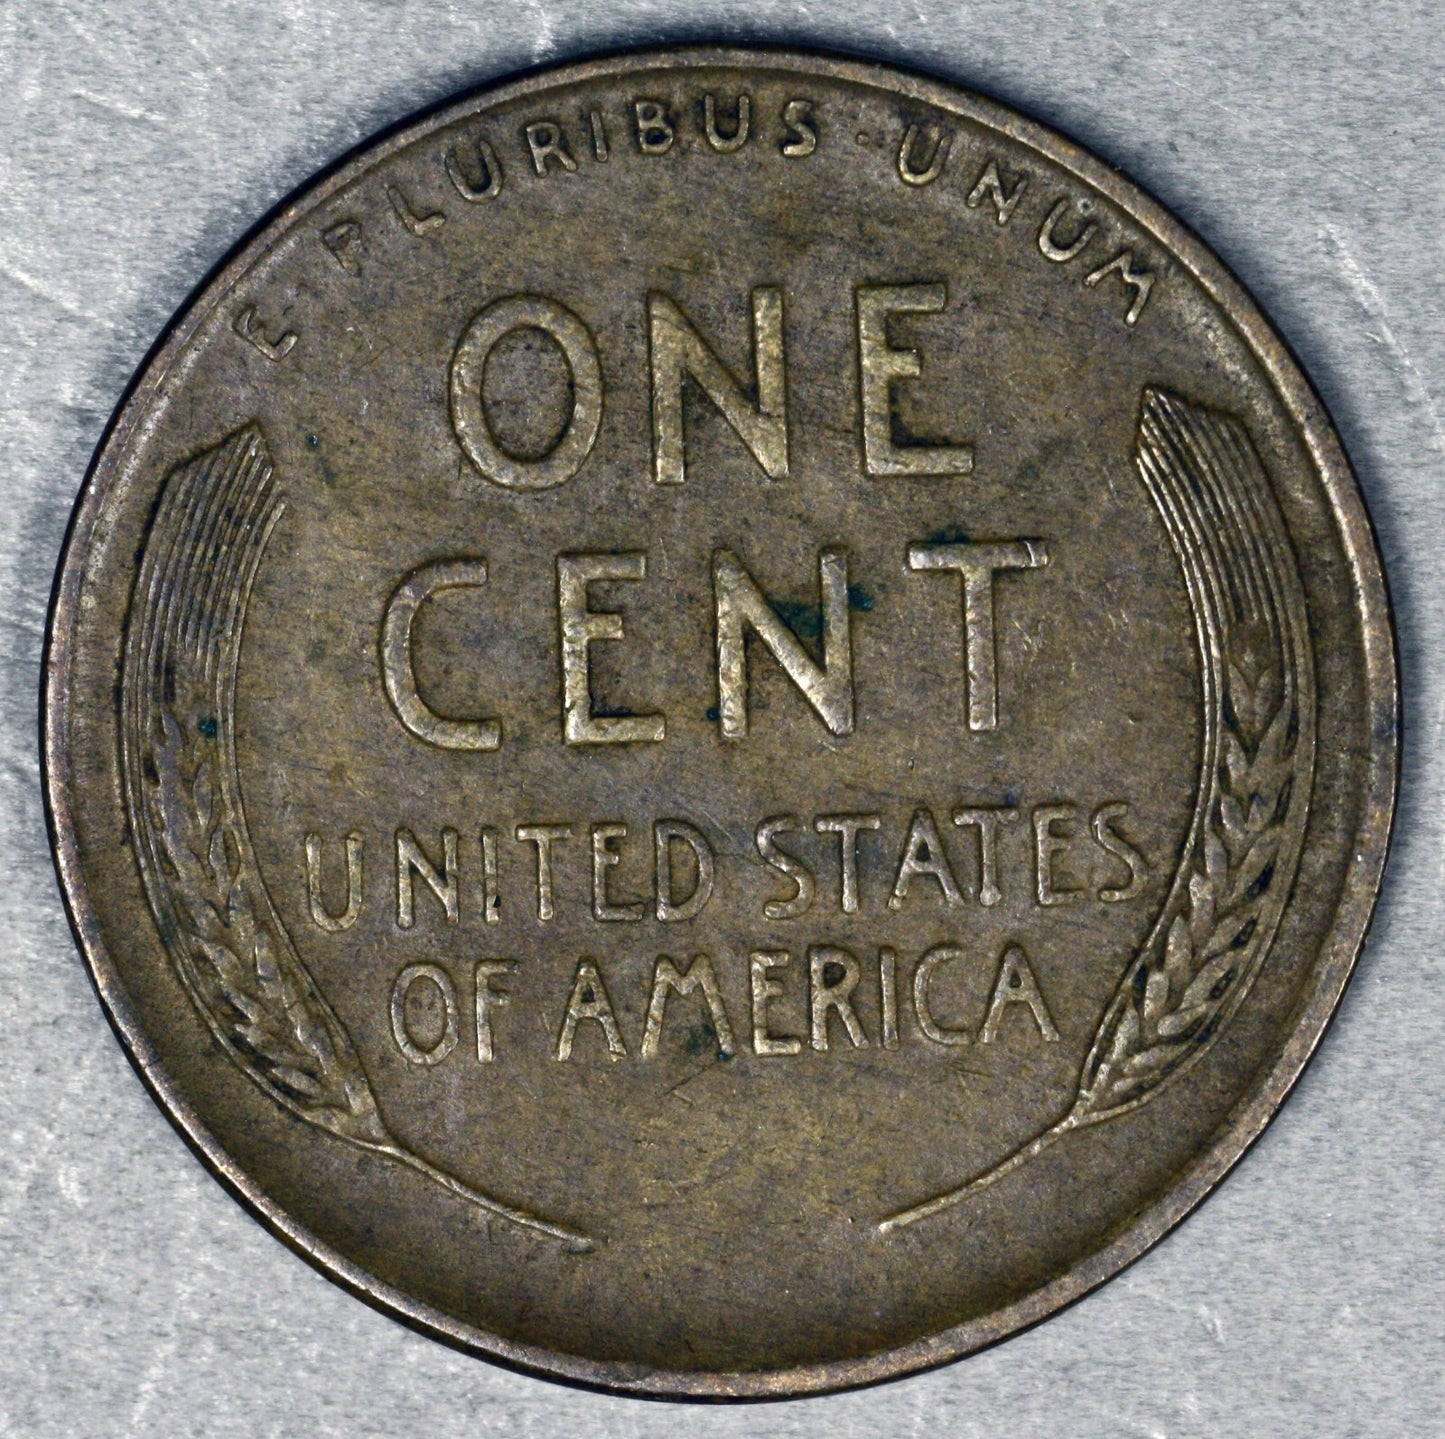 E·PLURIBUS·UNUM
ONE
CENT
UNITED STATES
OF AMERICA